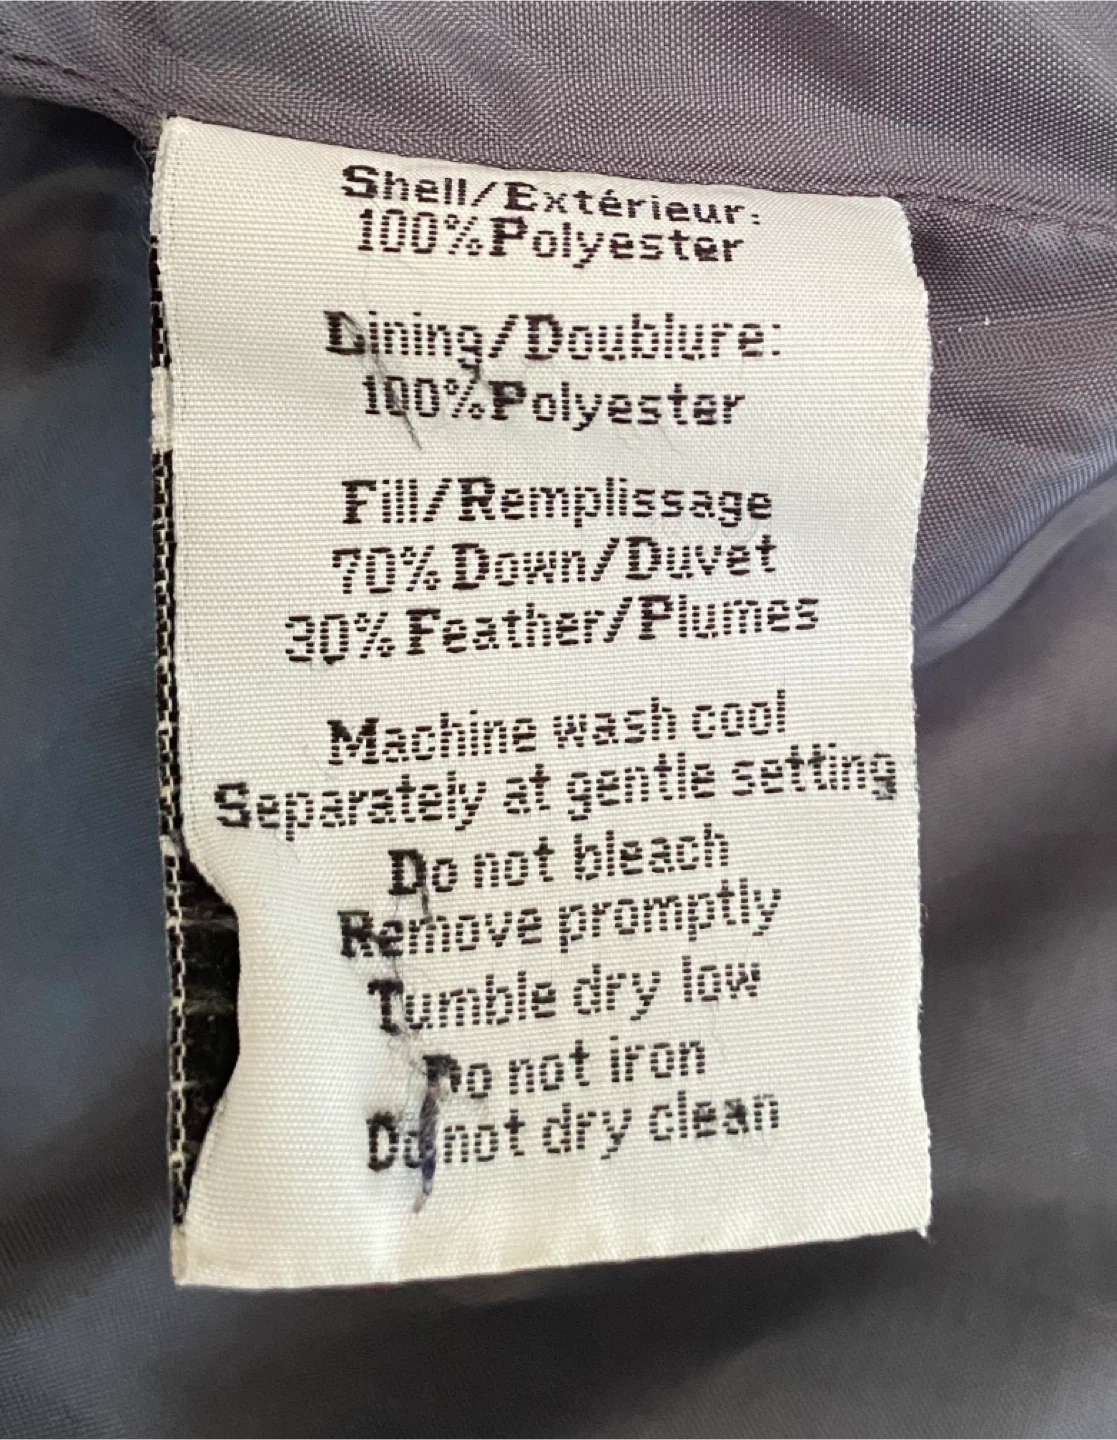 Shell/Extérieur:
100%Polyester
Lining/Doublure:
100%Polyester
Fill/Remplissage
70%Down/Duvet
30%Feather/Plumes
Machine wash cool
Separately at gentle setting
Do not bleach
Remove promptly
Tumble dry low
Do not iron
Do not dry clean